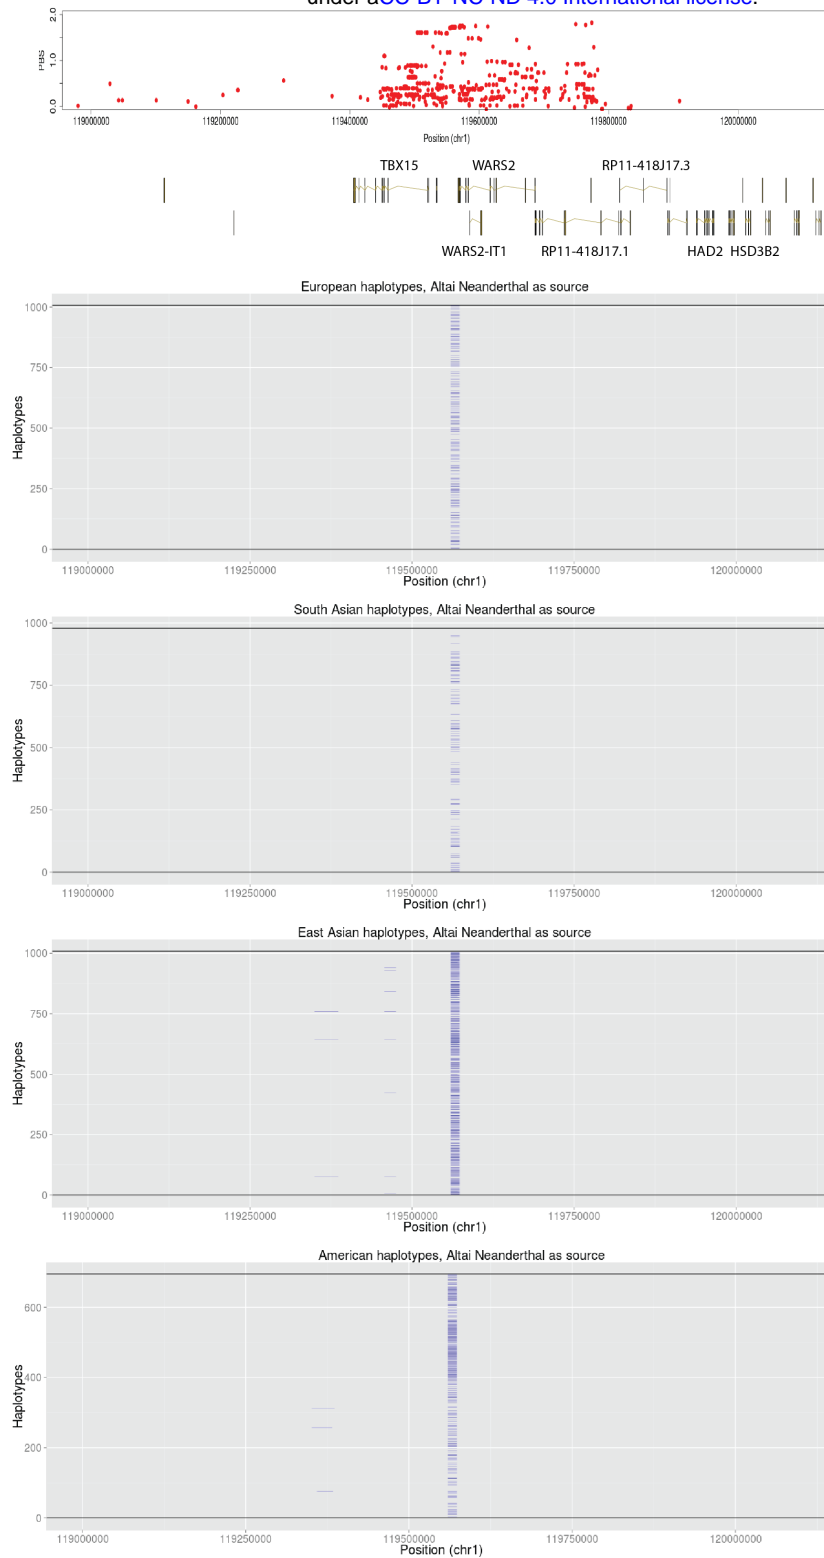 under aCC-BY-NC-ND 4.0 International license.
2.0
1.0
0.0
PBS
119000000 119200000 119400000 119600000 119800000 120000000
Position (chr1)
TBX15 WARS2 RP11-418J17.3
WARS2-IT1 RP11-418J17.1 HAD2 HSD3B2
European haplotypes, Altai Neanderthal as source
1000
750
500
250
0
Haplotypes
119000000 119250000 119500000 119750000 120000000
Position (chr1)
South Asian haplotypes, Altai Neanderthal as source
1000
750
500
250
0
Haplotypes
119000000 119250000 119500000 119750000 120000000
Position (chr1)
East Asian haplotypes, Altai Neanderthal as source
1000
750
500
250
0
Haplotypes
119000000 119250000 119500000 119750000 120000000
Position (chr1)
American haplotypes, Altai Neanderthal as source
600
400
200
0
Haplotypes
119000000 119250000 119500000 119750000 120000000
Position (chr1)